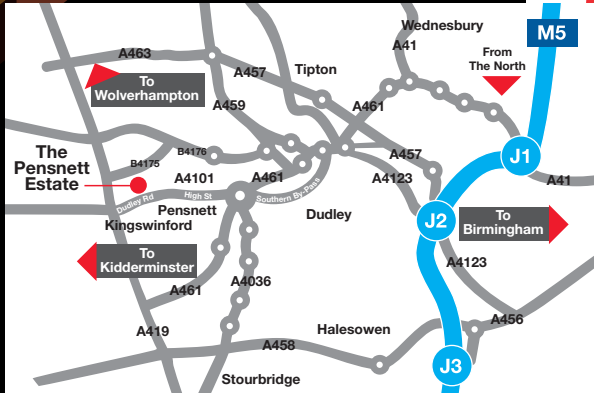 Wednesbury
M5
A41
From
The North
A463
A457
Tipton
To
Wolverhampton
A461
A459
The
Pensnett
Estate
B4176
B4175
A457
J1
A4101
A461
A4123
A41
Dudley Rd
High St
Southern By-Pass
Pensnett
Dudley
J2
To
Birmingham
Kingswinford
To
Kidderminster
A4123
A4036
A461
A456
A419
Halesowen
A458
J3
Stourbridge